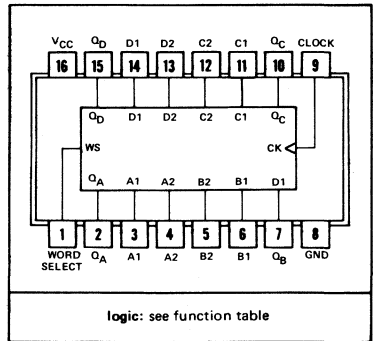 VCC QD D1 D2 C2 C1 QC CLOCK
16 15 14 13 12 11 10 9
QD D1 D2 C2 C1 QC
WS CK
QA A1 A2 B2 B1 D1
1 2 3 4 5 6 7 8
WORD SELECT QA A1 A2 B2 B1 QB GND
logic: see function table